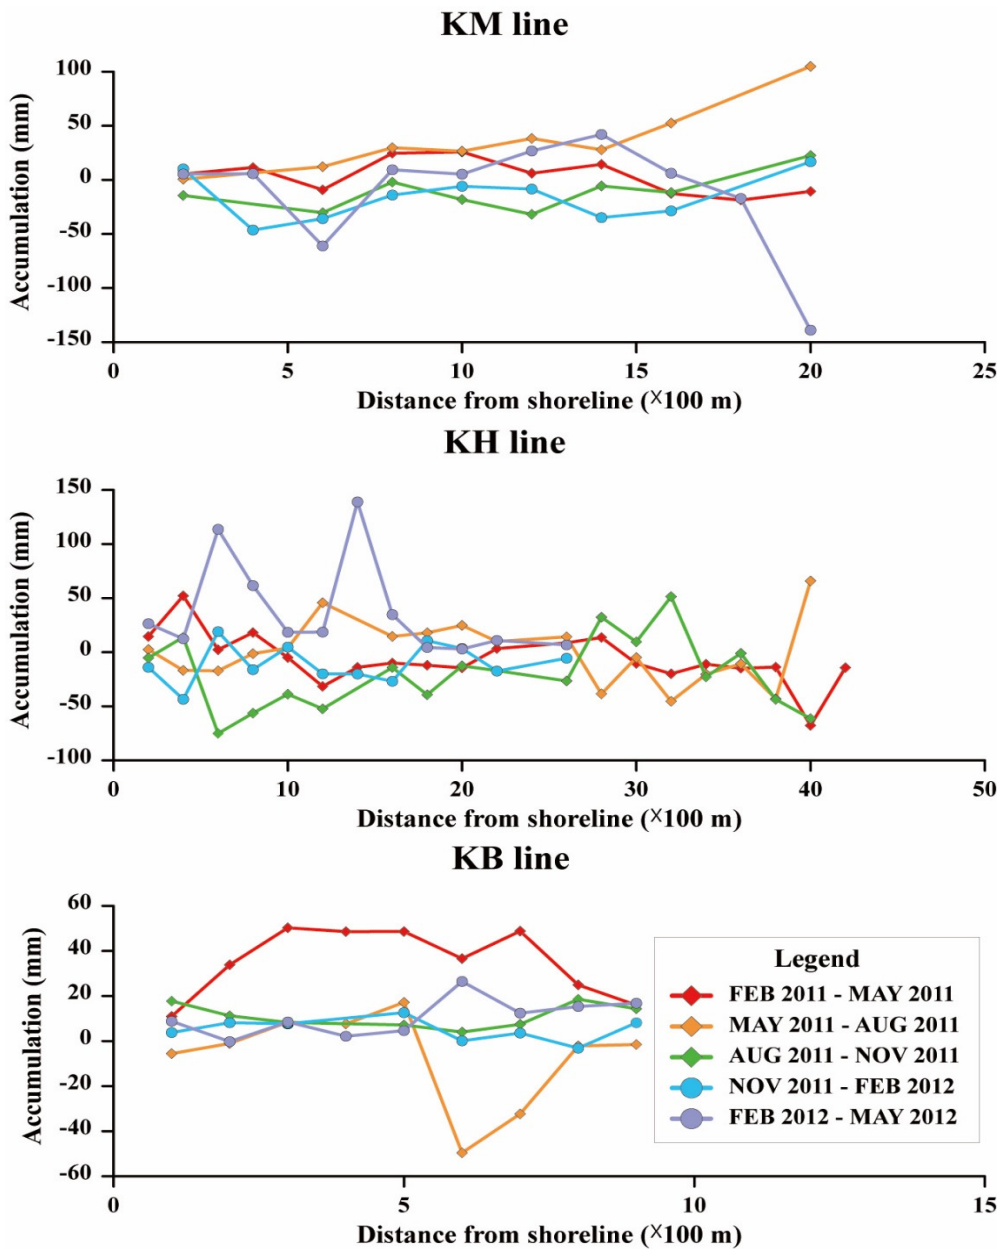 KM line
100
50
0
-50
-100
-150
Accumulation (mm)
0 5 10 15 20 25
Distance from shoreline (×100 m)
KH line
150
100
50
0
-50
-100
Accumulation (mm)
0 10 20 30 40 50
Distance from shoreline (×100 m)
KB line
60
40
20
0
-20
-40
-60
Accumulation (mm)
0 5 10 15
Distance from shoreline (×100 m)
Legend
FEB 2011 - MAY 2011
MAY 2011 - AUG 2011
AUG 2011 - NOV 2011
NOV 2011 - FEB 2012
FEB 2012 - MAY 2012